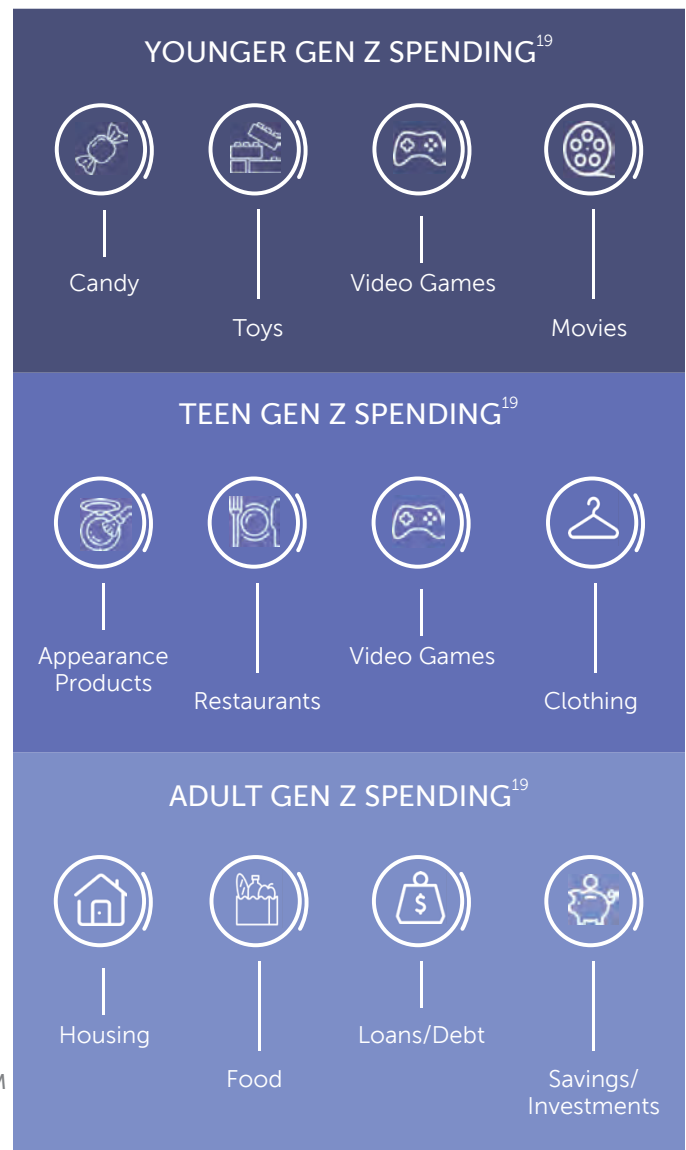 YOUNGER GEN Z SPENDING19
Candy
Toys
Video Games
Movies
TEEN GEN Z SPENDING19
Appearance
Products
Restaurants
Video Games
Clothing
ADULT GEN Z SPENDING19
$
Housing
Food
Loans/Debt
Savings/
Investments